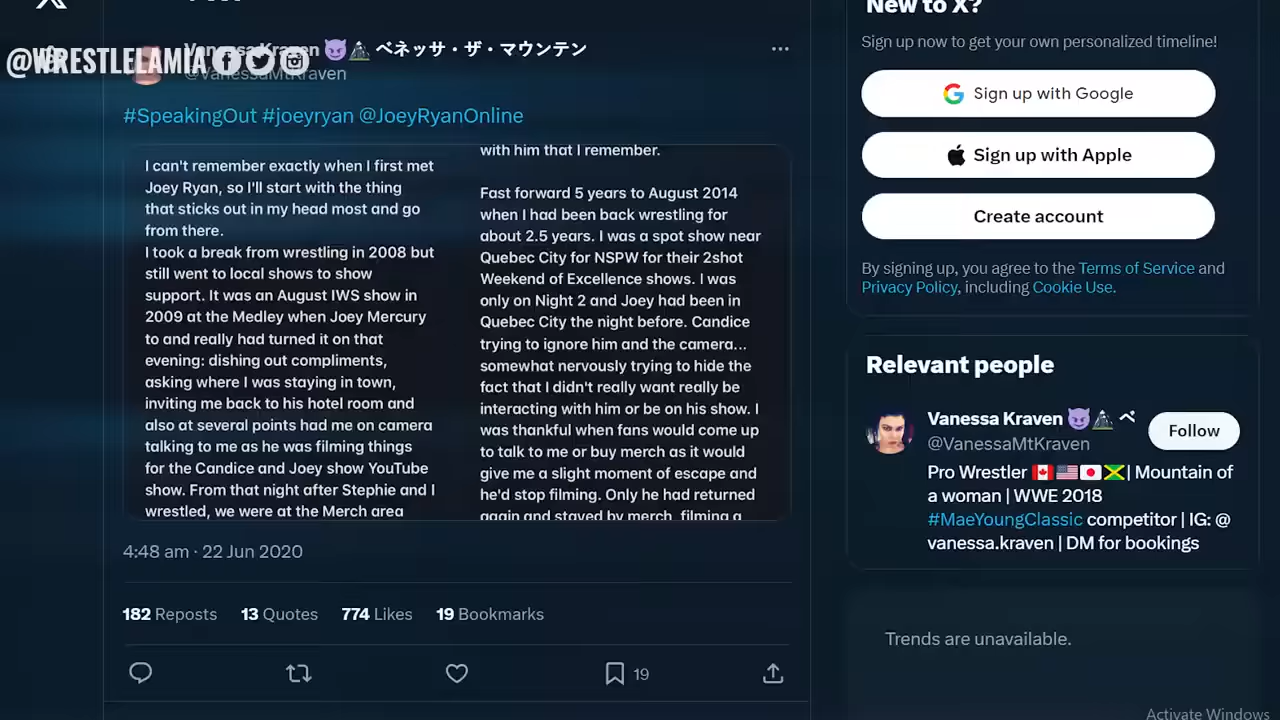 New to X?
Sign up now to get your own personalized timeline!
Sign up with Google
Sign up with Apple
Create account
By signing up, you agree to the Terms of Service and
Privacy Policy, including Cookie Use.
@WRESTLELAMIA
Vanessa Kraven 😈⛰️ ベネッサ・ザ・マウンテン
@VanessaMtKraven
#SpeakingOut #joeyryan @JoeyRyanOnline
I can't remember exactly when I first met
Joey Ryan, so I'll start with the thing
that sticks out in my head most and go
from there.
I took a break from wrestling in 2008 but
still went to local shows to show
support. It was an August IWS show in
2009 at the Medley when Joey Mercury
to and really had turned it on that
evening: dishing out compliments,
asking where I was staying in town,
inviting me back to his hotel room and
also at several points had me on camera
talking to me as he was filming things
for the Candice and Joey show YouTube
show. From that night after Stephie and I
wrestled, we were at the Merch area
with him that I remember.
Fast forward 5 years to August 2014
when I had been back wrestling for
about 2.5 years. I was a spot show near
Quebec City for NSPW for their 2shot
Weekend of Excellence shows. I was
only on Night 2 and Joey had been in
Quebec City the night before. Candice
trying to ignore him and the camera...
somewhat nervously trying to hide the
fact that I didn't really want really be
interacting with him or be on his show. I
was thankful when fans would come up
to talk to me or buy merch as it would
give me a slight moment of escape and
he'd stop filming. Only he had returned
again and stayed by merch, filming a
4:48 am · 22 Jun 2020
182 Reposts 13 Quotes 774 Likes 19 Bookmarks
19
Relevant people
Vanessa Kraven 😈⛰️ ベ
@VanessaMtKraven
Follow
Pro Wrestler 🇨🇦🇺🇸🇯🇵🇯🇲 | Mountain of
a woman | WWE 2018
#MaeYoungClassic competitor | IG: @
vanessa.kraven | DM for bookings
Trends are unavailable.
Activate Windows